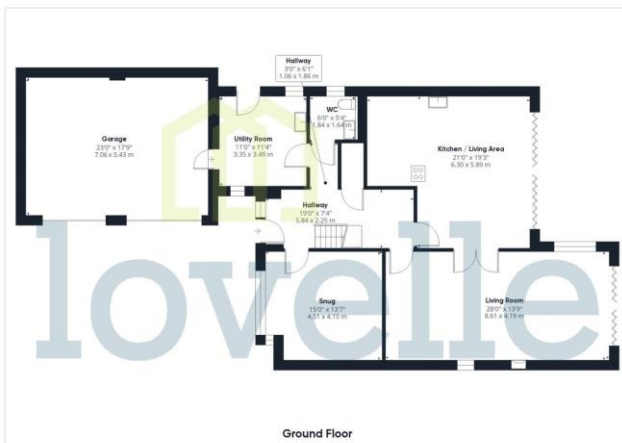 Hallway
3'0" x 6'1"
1.06 x 1.86 m
WC
6'0" x 5'4"
1.84 x 1.64 m
Garage
23'0" x 17'9"
7.06 x 5.43 m
Utility Room
11'0" x 11'4"
3.35 x 3.49 m
Kitchen / Living Area
21'0" x 19'3"
6.30 x 5.89 m
Hallway
19'0" x 7'4"
5.84 x 2.25 m
lovelle
Snug
15'0" x 13'7"
4.51 x 4.15 m
Living Room
28'0" x 13'9"
8.61 x 4.19 m
Ground Floor